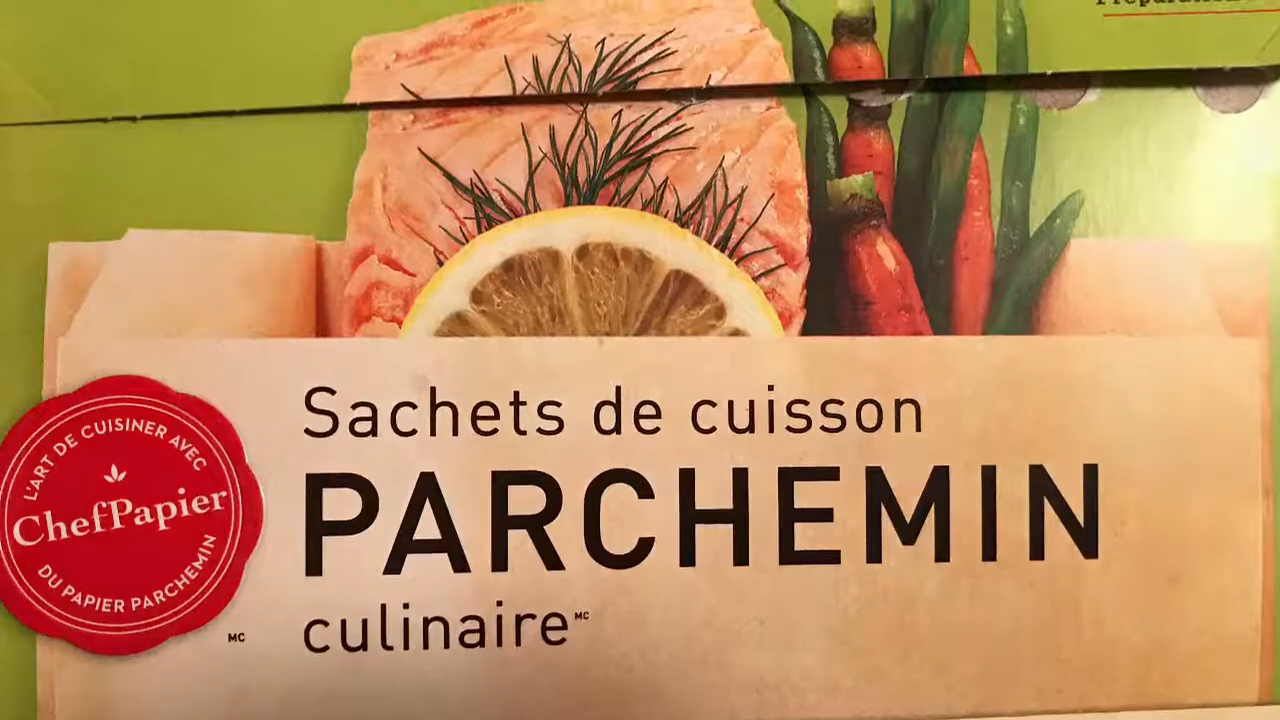 L'ART DE CUISINER AVEC
ChefPapier
DU PAPIER PARCHEMIN
MC
Sachets de cuisson
PARCHEMIN
culinaire MC